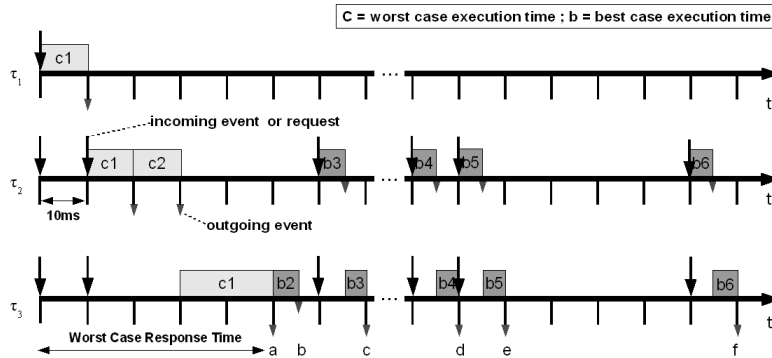 C = worst case execution time ; b = best case execution time
c1
τ1
...
t
incoming event or request
c1 c2 b3 b4 b5 b6
τ2
...
t
10ms
outgoing event
c1 b2 b3 b4 b5 b6
τ3
...
t
Worst Case Response Time
a b c d e f